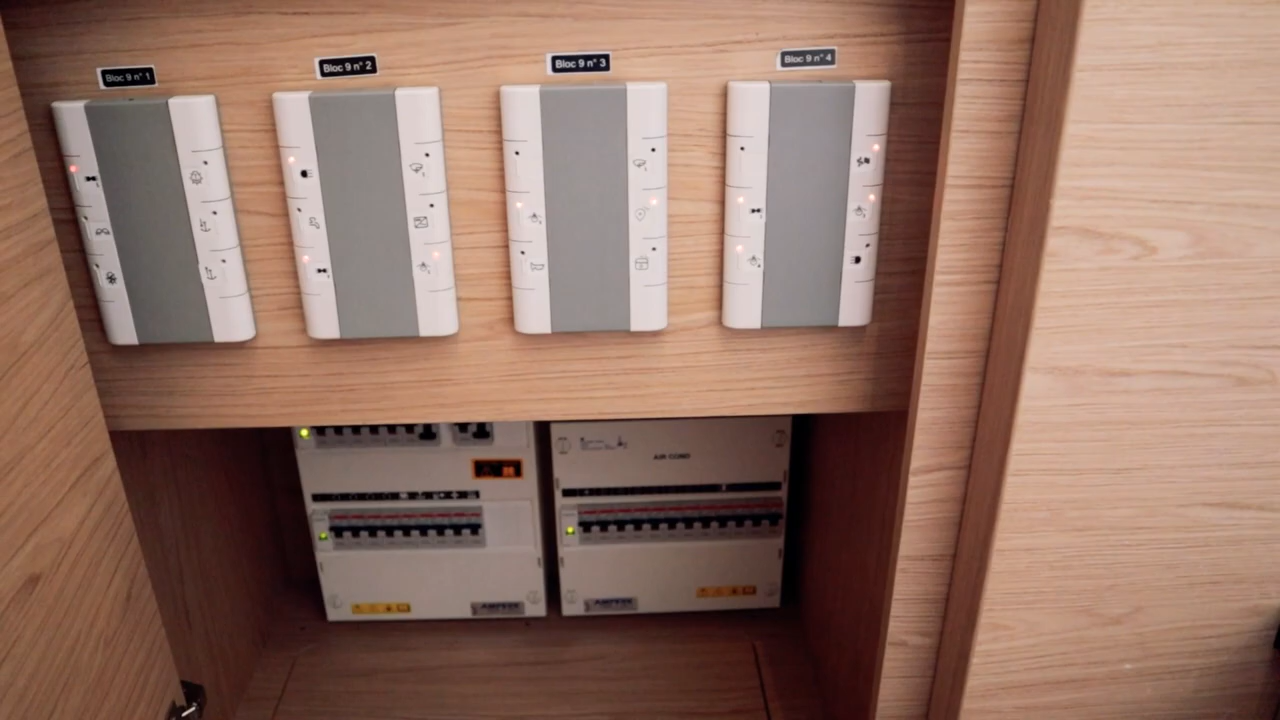 Bloc 9 n° 1
Bloc 9 n° 2
Bloc 9 n° 3
Bloc 9 n° 4
AIR COND